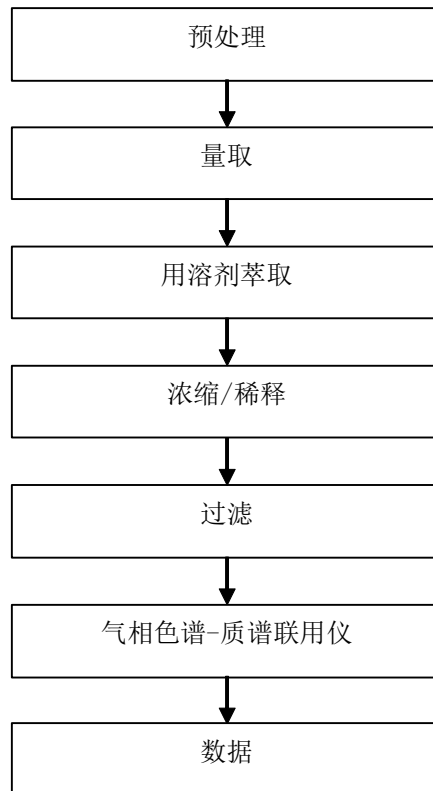 预处理
量取
用溶剂萃取
浓缩/稀释
过滤
气相色谱-质谱联用仪
数据